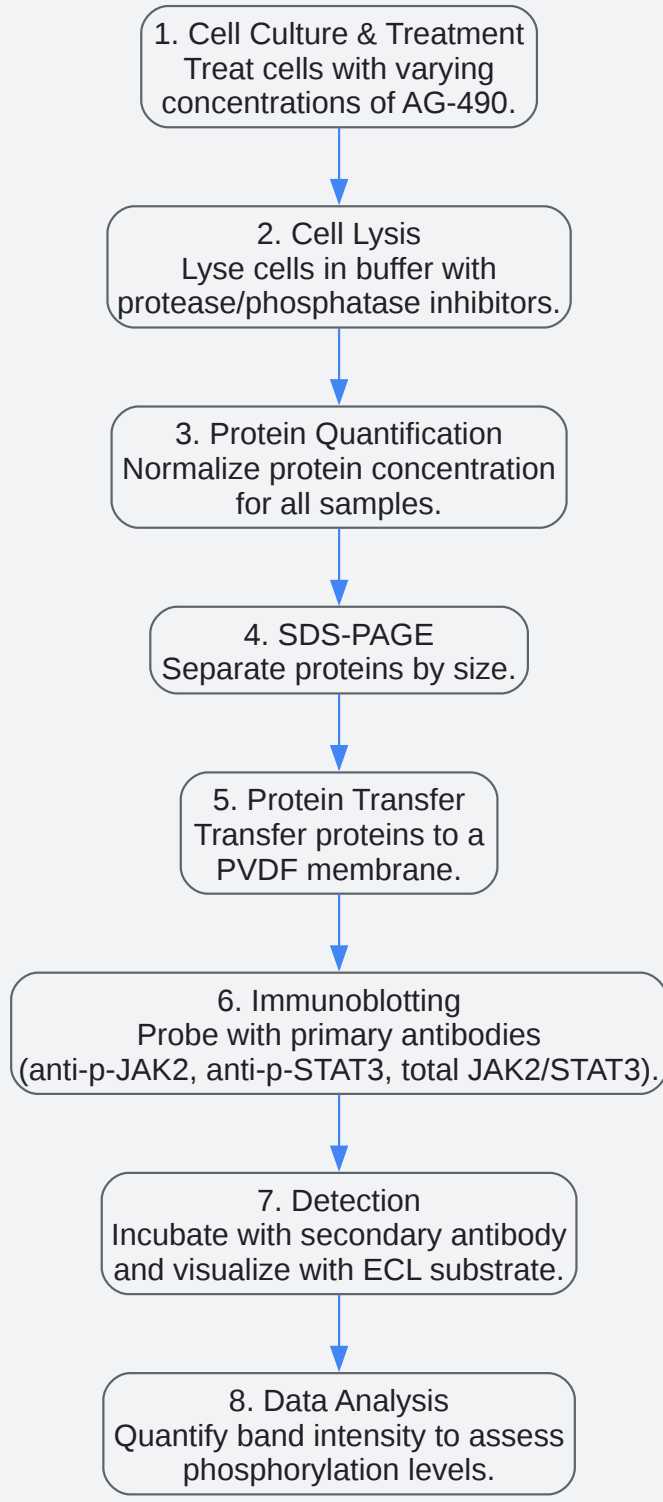 1. Cell Culture & Treatment
Treat cells with varying
concentrations of AG-490.
2. Cell Lysis
Lyse cells in buffer with
protease/phosphatase inhibitors.
3. Protein Quantification
Normalize protein concentration
for all samples.
4. SDS-PAGE
Separate proteins by size.
5. Protein Transfer
Transfer proteins to a
PVDF membrane.
6. Immunoblotting
Probe with primary antibodies
(anti-p-JAK2, anti-p-STAT3, total JAK2/STAT3).
7. Detection
Incubate with secondary antibody
and visualize with ECL substrate.
8. Data Analysis
Quantify band intensity to assess
phosphorylation levels.